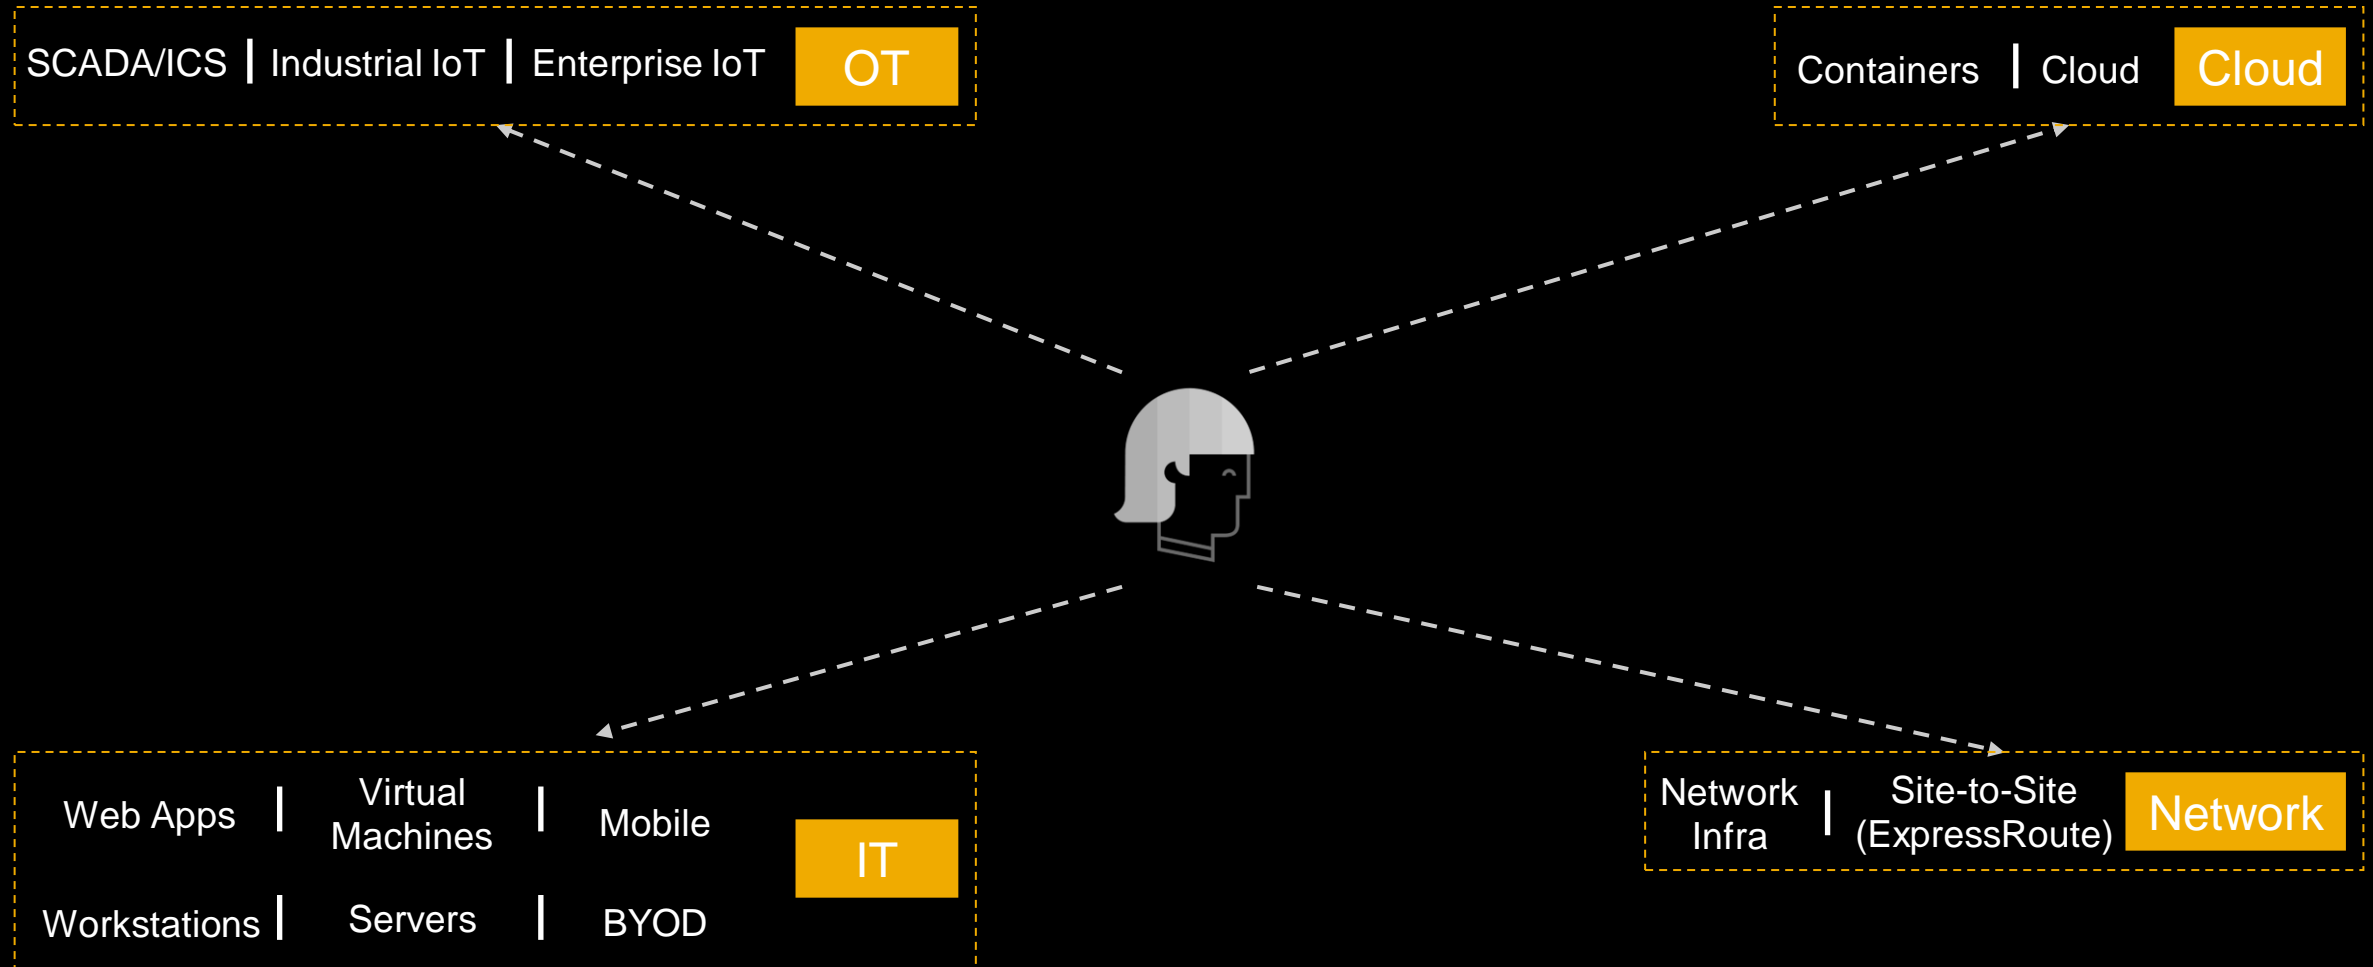 SCADA/ICS | Industrial IoT | Enterprise IoT OT
Containers | Cloud Cloud
Web Apps | Virtual Machines | Mobile
Workstations | Servers | BYOD
IT
Network Infra | Site-to-Site (ExpressRoute) Network